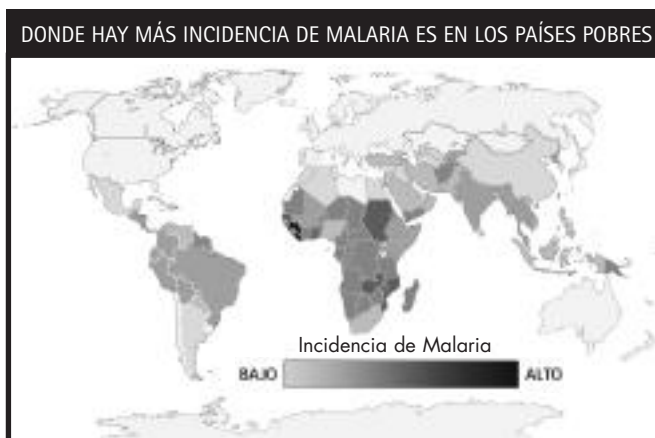 DONDE HAY MÁS INCIDENCIA DE MALARIA ES EN LOS PAÍSES POBRES
Incidencia de Malaria
BAJO ALTO